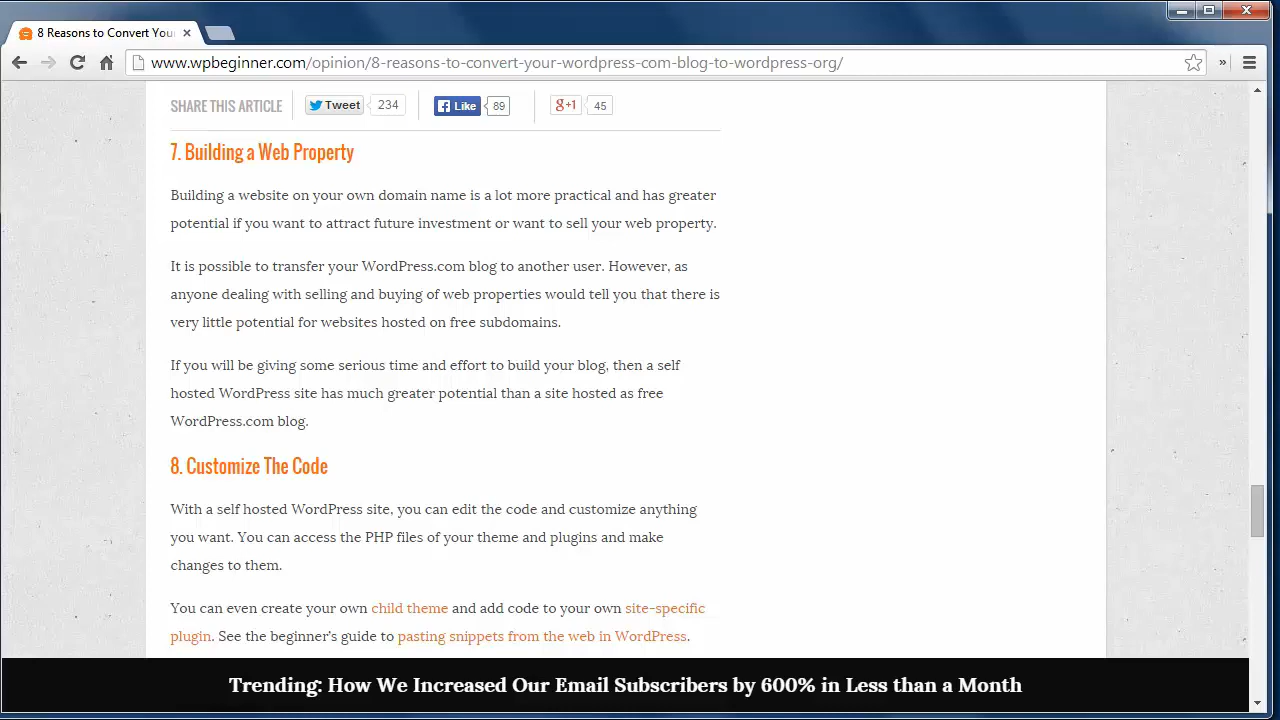 8 Reasons to Convert You
www.wpbeginner.com/opinion/8-reasons-to-convert-your-wordpress-com-blog-to-wordpress-org/
SHARE THIS ARTICLE Tweet 234 Like 89 g+1 45
7. Building a Web Property
Building a website on your own domain name is a lot more practical and has greater
potential if you want to attract future investment or want to sell your web property.
It is possible to transfer your WordPress.com blog to another user. However, as
anyone dealing with selling and buying of web properties would tell you that there is
very little potential for websites hosted on free subdomains.
If you will be giving some serious time and effort to build your blog, then a self
hosted WordPress site has much greater potential than a site hosted as free
WordPress.com blog.
8. Customize The Code
With a self hosted WordPress site, you can edit the code and customize anything
you want. You can access the PHP files of your theme and plugins and make
changes to them.
You can even create your own child theme and add code to your own site-specific
plugin. See the beginner's guide to pasting snippets from the web in WordPress.
Trending: How We Increased Our Email Subscribers by 600% in Less than a Month